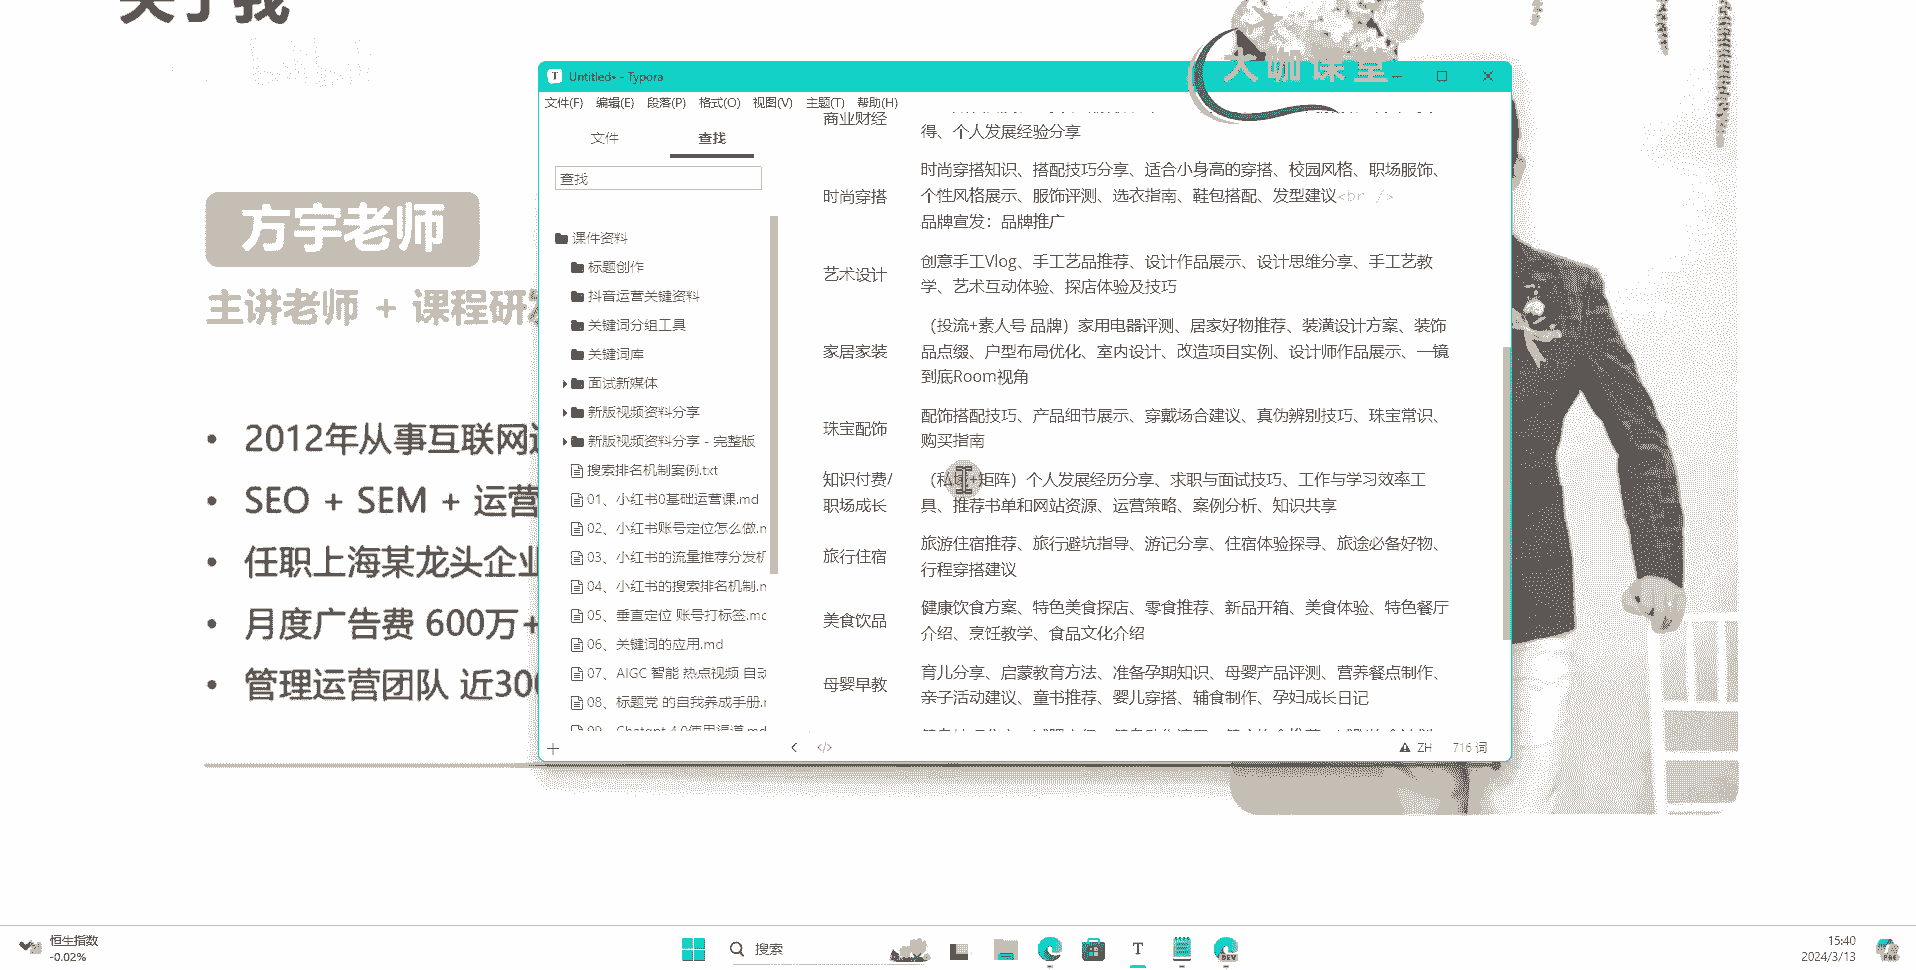 关于我
大咖课堂
方宇老师
主讲老师 + 课程研发
2012年从事互联网运
SEO + SEM + 运营
任职上海某龙头企业
月度广告费 600万+
管理运营团队 近300
Untitled• - Typora
文件(F) 编辑(E) 段落(P) 格式(O) 视图(V) 主题(T) 帮助(H)
文件 查找
查找
课件资料
标题创作
抖音运营关键资料
关键词分组工具
关键词库
面试新媒体
新版视频资料分享
新版视频资料分享 - 完整版
搜索排名机制案例.txt
01、小红书0基础运营课.md
02、小红书账号定位怎么做.m
03、小红书的流量推荐分发机
04、小红书的搜索排名机制.m
05、垂直定位 账号打标签.mc
06、关键词的应用.md
07、AIGC 智能 热点视频 自动
08、标题党 的自我养成手册.r
09、Chatgpt 4.0使用渠道.md
商业财经
得、个人发展经验分享
时尚穿搭
时尚穿搭知识、搭配技巧分享、适合小身高的穿搭、校园风格、职场服饰、
个性风格展示、服饰评测、选衣指南、鞋包搭配、发型建议<br />
品牌宣发：品牌推广
艺术设计
创意手工Vlog、手工艺品推荐、设计作品展示、设计思维分享、手工艺教
学、艺术互动体验、探店体验及技巧
家居家装
（投流+素人号 品牌）家用电器评测、居家好物推荐、装潢设计方案、装饰
品点缀、户型布局优化、室内设计、改造项目实例、设计师作品展示、一镜
到底Room视角
珠宝配饰
配饰搭配技巧、产品细节展示、穿戴场合建议、真伪辨别技巧、珠宝常识、
购买指南
知识付费/
职场成长
（私域+矩阵）个人发展经历分享、求职与面试技巧、工作与学习效率工
具、推荐书单和网站资源、运营策略、案例分析、知识共享
旅行住宿
旅游住宿推荐、旅行避坑指导、游记分享、住宿体验探寻、旅途必备好物、
行程穿搭建议
美食饮品
健康饮食方案、特色美食探店、零食推荐、新品开箱、美食体验、特色餐厅
介绍、烹饪教学、食品文化介绍
母婴早教
育儿分享、启蒙教育方法、准备孕期知识、母婴产品评测、营养餐点制作、
亲子活动建议、童书推荐、婴儿穿搭、辅食制作、孕妇成长日记
ZH 716 词
恒生指数
-0.02%
搜索
T
DEV
15:40
2024/3/13
PRE